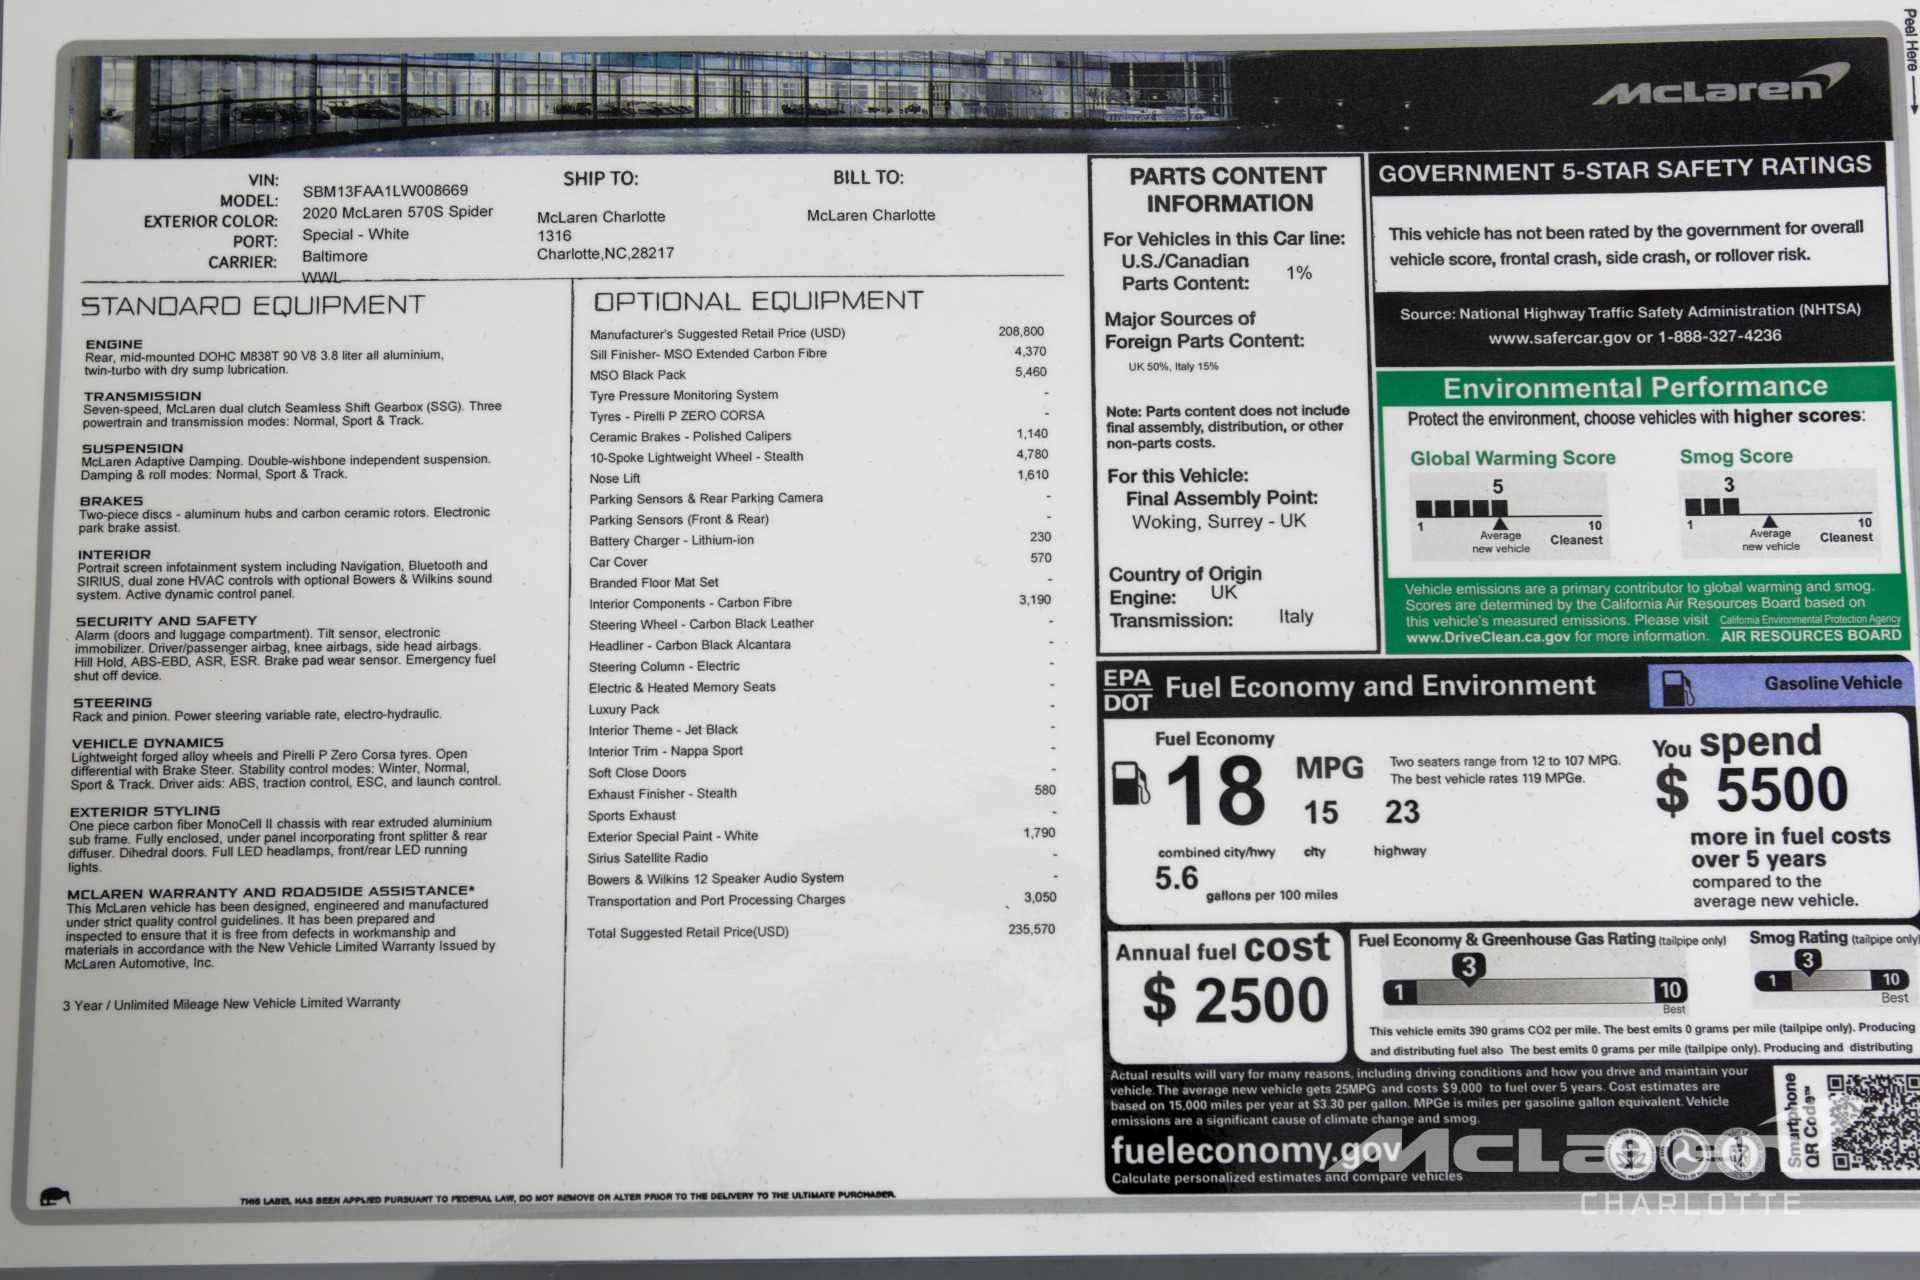 Peel Here
McLaren
VIN: SBM13FAA1LW008669
MODEL: 2020 McLaren 570S Spider
EXTERIOR COLOR: Special - White
PORT: Baltimore
CARRIER: WWL
SHIP TO:
McLaren Charlotte
1316
Charlotte,NC,28217
BILL TO:
McLaren Charlotte
STANDARD EQUIPMENT
ENGINE
Rear, mid-mounted DOHC M838T 90 V8 3.8 liter all aluminium,
twin-turbo with dry sump lubrication.
TRANSMISSION
Seven-speed, McLaren dual clutch Seamless Shift Gearbox (SSG). Three
powertrain and transmission modes: Normal, Sport & Track.
SUSPENSION
McLaren Adaptive Damping. Double-wishbone independent suspension.
Damping & roll modes: Normal, Sport & Track.
BRAKES
Two-piece discs - aluminum hubs and carbon ceramic rotors. Electronic
park brake assist.
INTERIOR
Portrait screen infotainment system including Navigation, Bluetooth and
SIRIUS, dual zone HVAC controls with optional Bowers & Wilkins sound
system. Active dynamic control panel.
SECURITY AND SAFETY
Alarm (doors and luggage compartment). Tilt sensor, electronic
immobilizer. Driver/passenger airbag, knee airbags, side head airbags.
Hill Hold, ABS-EBD, ASR, ESR. Brake pad wear sensor. Emergency fuel
shut off device.
STEERING
Rack and pinion. Power steering variable rate, electro-hydraulic.
VEHICLE DYNAMICS
Lightweight forged alloy wheels and Pirelli P Zero Corsa tyres. Open
differential with Brake Steer. Stability control modes: Winter, Normal,
Sport & Track. Driver aids: ABS, traction control, ESC, and launch control.
EXTERIOR STYLING
One piece carbon fiber MonoCell II chassis with rear extruded aluminium
sub frame. Fully enclosed, under panel incorporating front splitter & rear
diffuser. Dihedral doors. Full LED headlamps, front/rear LED running
lights.
MCLAREN WARRANTY AND ROADSIDE ASSISTANCE*
This McLaren vehicle has been designed, engineered and manufactured
under strict quality control guidelines. It has been prepared and
inspected to ensure that it is free from defects in workmanship and
materials in accordance with the New Vehicle Limited Warranty Issued by
McLaren Automotive, Inc.
3 Year / Unlimited Mileage New Vehicle Limited Warranty
OPTIONAL EQUIPMENT
Manufacturer's Suggested Retail Price (USD) 208,800
Sill Finisher- MSO Extended Carbon Fibre 4,370
MSO Black Pack 5,460
Tyre Pressure Monitoring System -
Tyres - Pirelli P ZERO CORSA -
Ceramic Brakes - Polished Calipers 1,140
10-Spoke Lightweight Wheel - Stealth 4,780
Nose Lift 1,610
Parking Sensors & Rear Parking Camera -
Parking Sensors (Front & Rear) -
Battery Charger - Lithium-ion 230
Car Cover 570
Branded Floor Mat Set -
Interior Components - Carbon Fibre 3,190
Steering Wheel - Carbon Black Leather -
Headliner - Carbon Black Alcantara -
Steering Column - Electric -
Electric & Heated Memory Seats -
Luxury Pack -
Interior Theme - Jet Black -
Interior Trim - Nappa Sport -
Soft Close Doors -
Exhaust Finisher - Stealth 580
Sports Exhaust -
Exterior Special Paint - White 1,790
Sirius Satellite Radio -
Bowers & Wilkins 12 Speaker Audio System -
Transportation and Port Processing Charges 3,050
Total Suggested Retail Price(USD) 235,570
THIS LABEL HAS BEEN APPLIED PURSUANT TO FEDERAL LAW, DO NOT REMOVE OR ALTER PRIOR TO THE DELIVERY TO THE ULTIMATE PURCHASER.
PARTS CONTENT
INFORMATION
For Vehicles in this Car line:
U.S./Canadian
Parts Content: 1%
Major Sources of
Foreign Parts Content:
UK 50%, Italy 15%
Note: Parts content does not include
final assembly, distribution, or other
non-parts costs.
For this Vehicle:
Final Assembly Point:
Woking, Surrey - UK
Country of Origin
Engine: UK
Transmission: Italy
GOVERNMENT 5-STAR SAFETY RATINGS
This vehicle has not been rated by the government for overall
vehicle score, frontal crash, side crash, or rollover risk.
Source: National Highway Traffic Safety Administration (NHTSA)
www.safercar.gov or 1-888-327-4236
Environmental Performance
Protect the environment, choose vehicles with higher scores:
Global Warming Score
5
1 10
Average
new vehicle
Cleanest
Smog Score
3
1 10
Average
new vehicle
Cleanest
Vehicle emissions are a primary contributor to global warming and smog.
Scores are determined by the California Air Resources Board based on
this vehicle's measured emissions. Please visit California Environmental Protection Agency
www.DriveClean.ca.gov for more information. AIR RESOURCES BOARD
EPA
DOT
Fuel Economy and Environment
Gasoline Vehicle
Fuel Economy
18 MPG
15 23
combined city/hwy city highway
5.6
gallons per 100 miles
Two seaters range from 12 to 107 MPG.
The best vehicle rates 119 MPGe.
You spend
$ 5500
more in fuel costs
over 5 years
compared to the
average new vehicle.
Annual fuel cost
$ 2500
Fuel Economy & Greenhouse Gas Rating (tailpipe only)
3
1 10
Best
Smog Rating (tailpipe only)
3
1 10
Best
This vehicle emits 390 grams CO2 per mile. The best emits 0 grams per mile (tailpipe only). Producing
and distributing fuel also The best emits 0 grams per mile (tailpipe only). Producing and distributing
Actual results will vary for many reasons, including driving conditions and how you drive and maintain your
vehicle. The average new vehicle gets 25MPG and costs $9,000 to fuel over 5 years. Cost estimates are
based on 15,000 miles per year at $3.30 per gallon. MPGe is miles per gasoline gallon equivalent. Vehicle
emissions are a significant cause of climate change and smog.
fueleconomy.gov
Calculate personalized estimates and compare vehicles
Smartphone
QR Code™
McLaren
CHARLOTTE